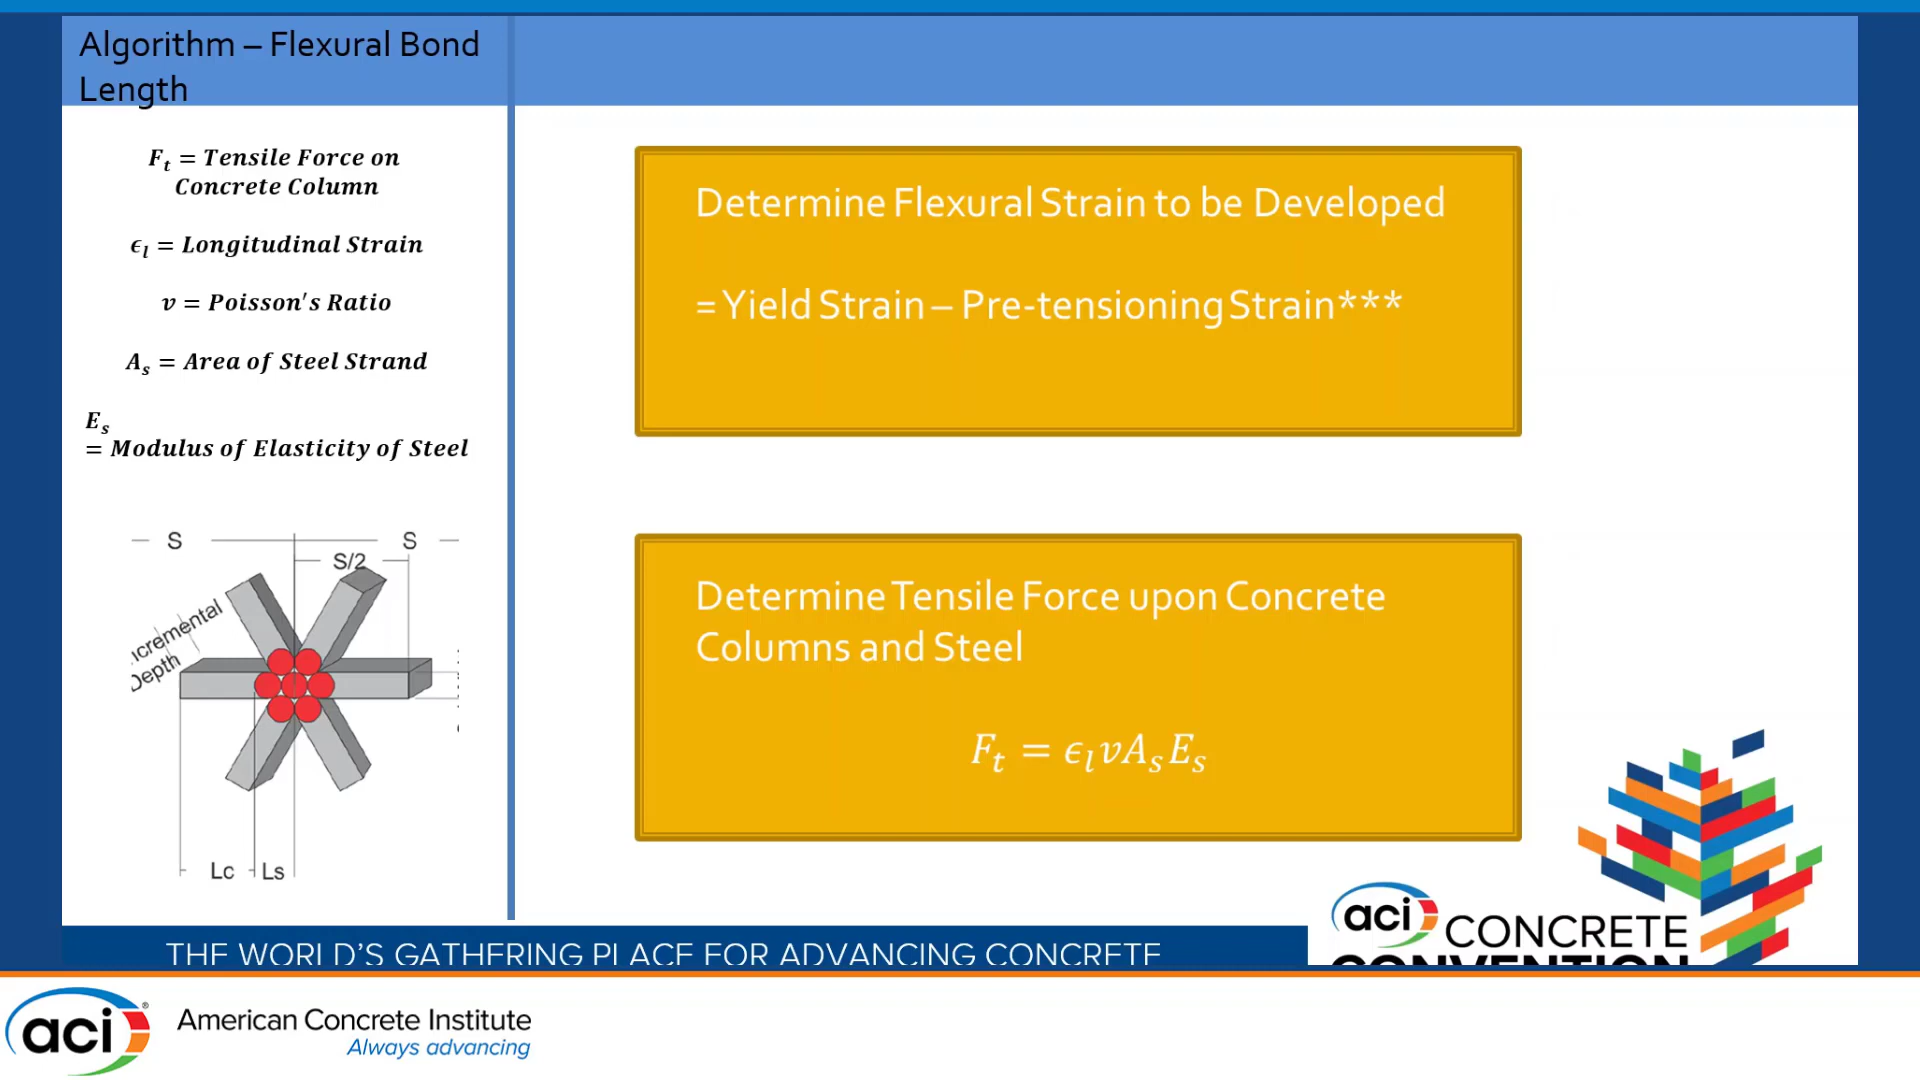 Algorithm – Flexural Bond
Length
F_t = Tensile Force on
Concrete Column
ϵ_l = Longitudinal Strain
v = Poisson's Ratio
A_s = Area of Steel Strand
E_s
= Modulus of Elasticity of Steel
S
S
S/2
Depth
Lc
Ls
Determine Flexural Strain to be Developed
= Yield Strain – Pre-tensioning Strain***
Determine Tensile Force upon Concrete
Columns and Steel
F_t = ϵ_l v A_s E_s
THE WORLD'S GATHERING PLACE FOR ADVANCING CONCRETE
aci
CONCRETE
CONVENTION
aci®
American Concrete Institute
Always advancing